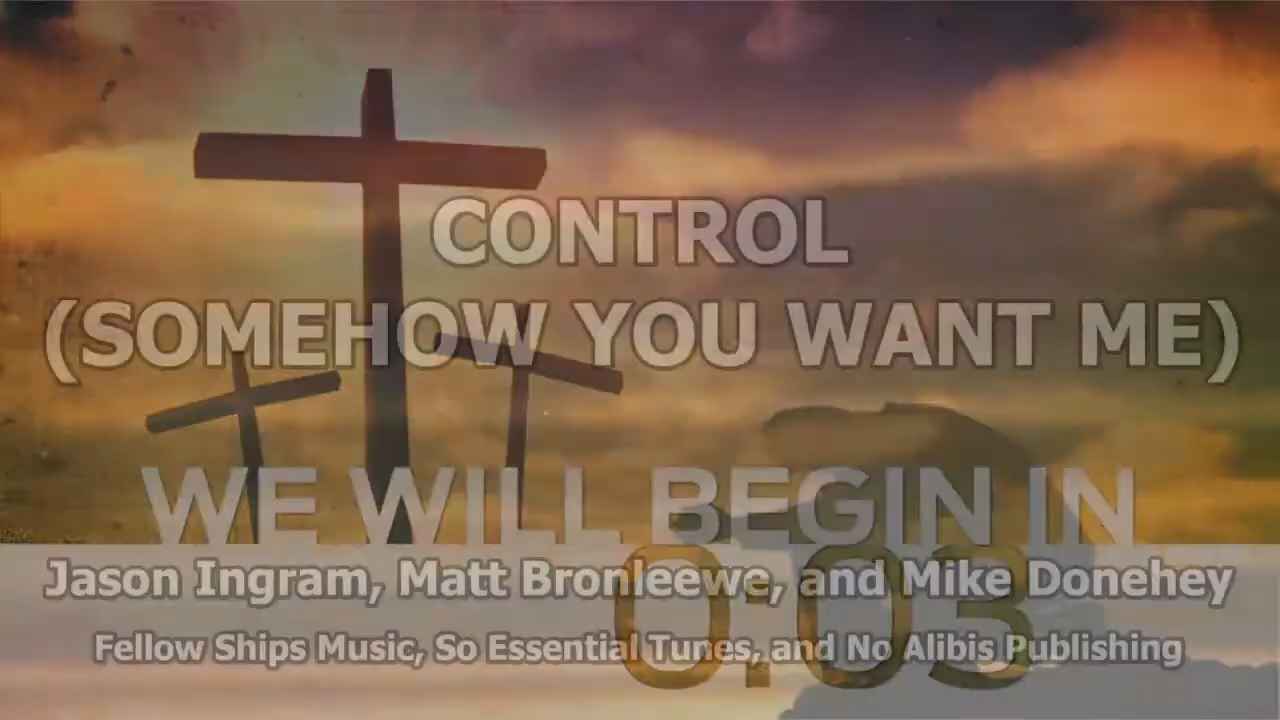 CONTROL
(SOMEHOW YOU WANT ME)
WE WILL BEGIN IN
0:03
Jason Ingram, Matt Bronleewe, and Mike Donehey
Fellow Ships Music, So Essential Tunes, and No Alibis Publishing